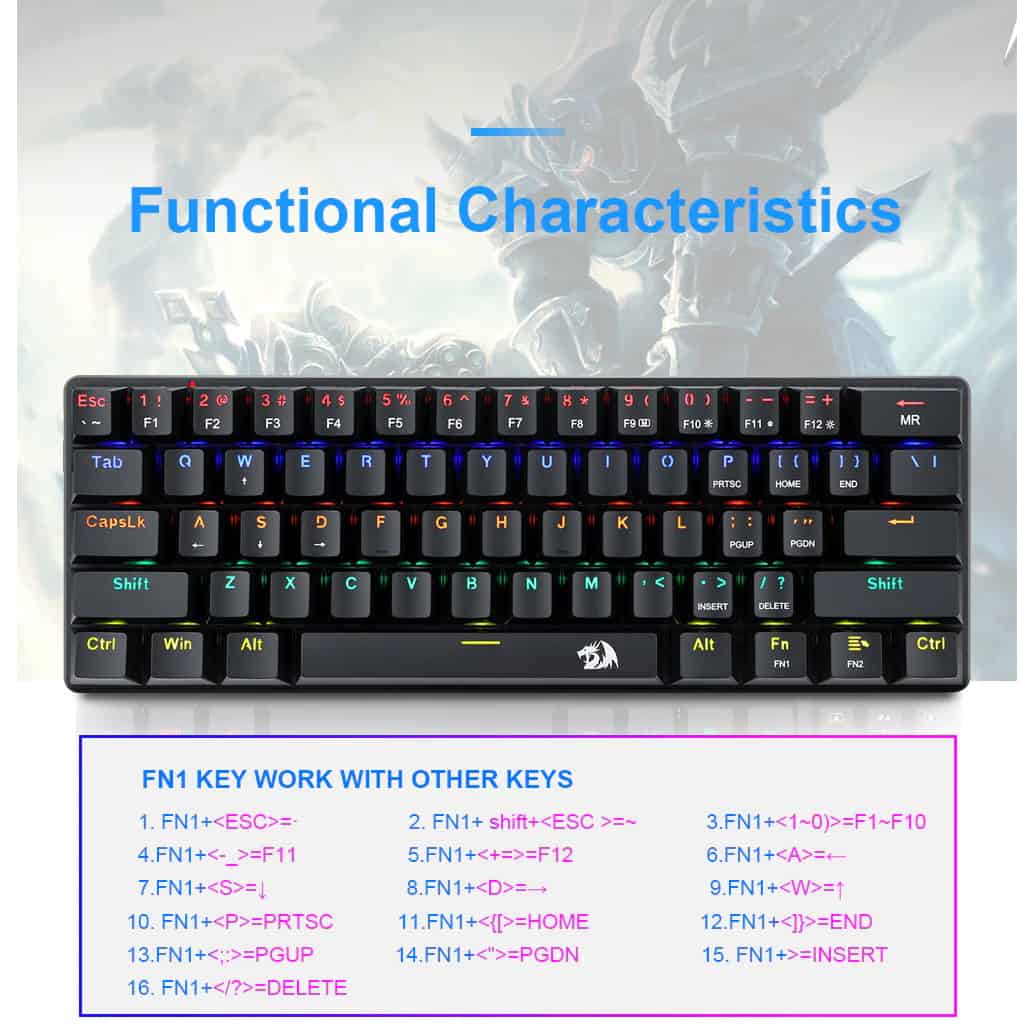 Functional Characteristics
Esc 1 ! 2 @ 3 # 4 $ 5 % 6 ^ 7 & 8 * 9 ( 0 ) - - = + ←
` ~ F1 F2 F3 F4 F5 F6 F7 F8 F9 F10 F11 F12 MR
Tab Q W E R T Y U I O P [ { ] } \ |
↑ PRTSC HOME END
CapsLk A S D F G H J K L ; : ' "
← ↓ → PGUP PGDN
Shift Z X C V B N M , < . > / ? Shift
INSERT DELETE
Ctrl Win Alt Alt Fn Ctrl
FN1 FN2
FN1 KEY WORK WITH OTHER KEYS
1. FN1+<ESC>=· 2. FN1+ shift+<ESC >=~ 3.FN1+<1~0)>=F1~F10
4.FN1+<-_>=F11 5.FN1+<+=>=F12 6.FN1+<A>=←
7.FN1+<S>=↓ 8.FN1+<D>=→ 9.FN1+<W>=↑
10. FN1+<P>=PRTSC 11.FN1+<{[>=HOME 12.FN1+<]}>=END
13.FN1+<;:>=PGUP 14.FN1+<">=PGDN 15. FN1+>=INSERT
16. FN1+</?>=DELETE